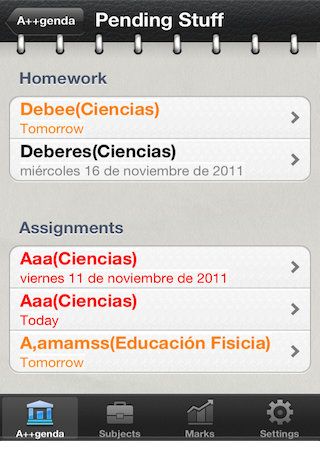 A++genda
Pending Stuff
Homework
Debee(Ciencias)
Tomorrow
Deberes(Ciencias)
miércoles 16 de noviembre de 2011
Assignments
Aaa(Ciencias)
viernes 11 de noviembre de 2011
Aaa(Ciencias)
Today
A,amamss(Educación Fisicia)
Tomorrow
A++genda
Subjects
Marks
Settings